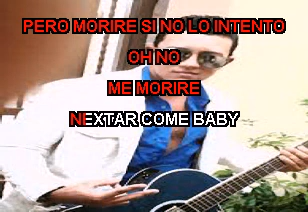 PERO MORIRE SI NO LO INTENTO
OH NO
ME MORIRE
NEXTAR COME BABY